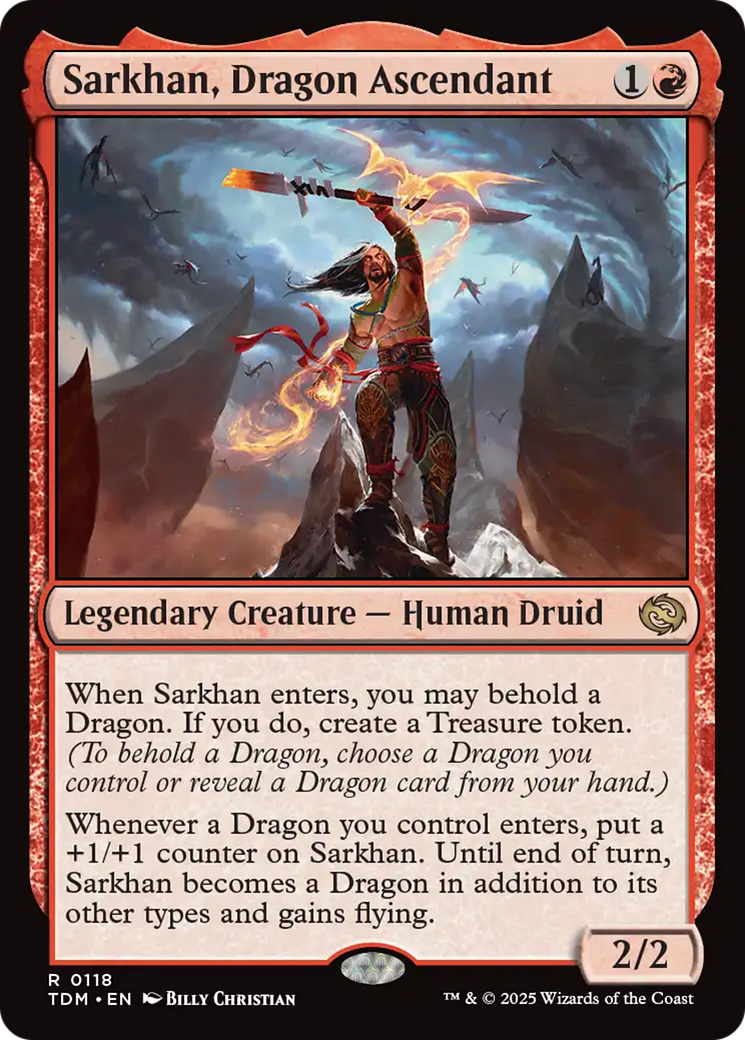 Sarkhan, Dragon Ascendant 1
Legendary Creature — Human Druid
When Sarkhan enters, you may behold a
Dragon. If you do, create a Treasure token.
(To behold a Dragon, choose a Dragon you
control or reveal a Dragon card from your hand.)
Whenever a Dragon you control enters, put a
+1/+1 counter on Sarkhan. Until end of turn,
Sarkhan becomes a Dragon in addition to its
other types and gains flying.
2/2
R 0118
TDM • EN BILLY CHRISTIAN
™ & © 2025 Wizards of the Coast